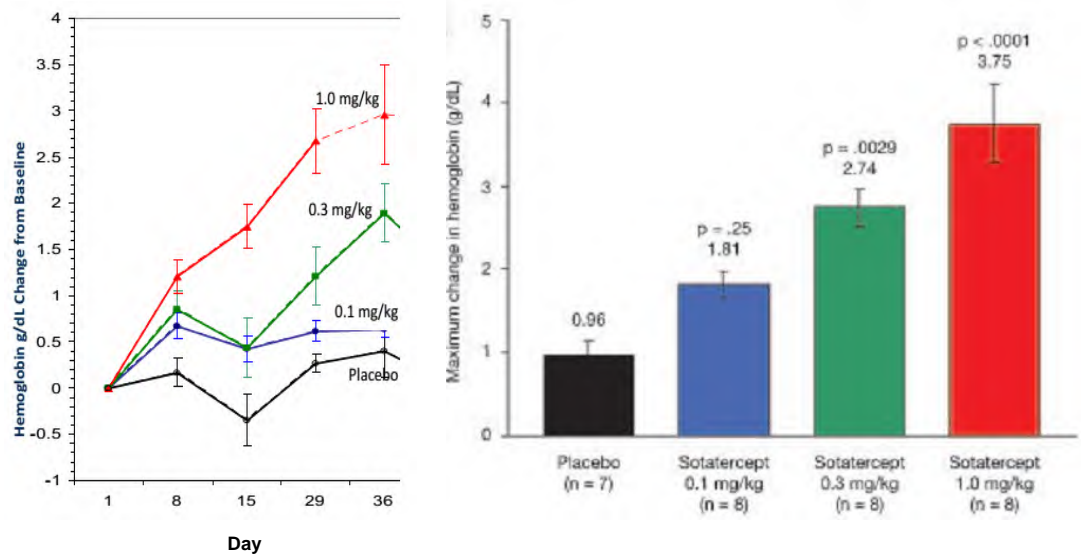 Hemoglobin g/dL Change from Baseline
4
3.5
3
2.5
2
1.5
1
0.5
0
-0.5
-1
1.0 mg/kg
0.3 mg/kg
0.1 mg/kg
Placebo
1 8 15 29 36
Day
Maximum change in hemoglobin (g/dL)
5
4
3
2
1
0
0.96
p = .25
1.81
p = .0029
2.74
p < .0001
3.75
Placebo
(n = 7)
Sotatercept
0.1 mg/kg
(n = 8)
Sotatercept
0.3 mg/kg
(n = 8)
Sotatercept
1.0 mg/kg
(n = 8)